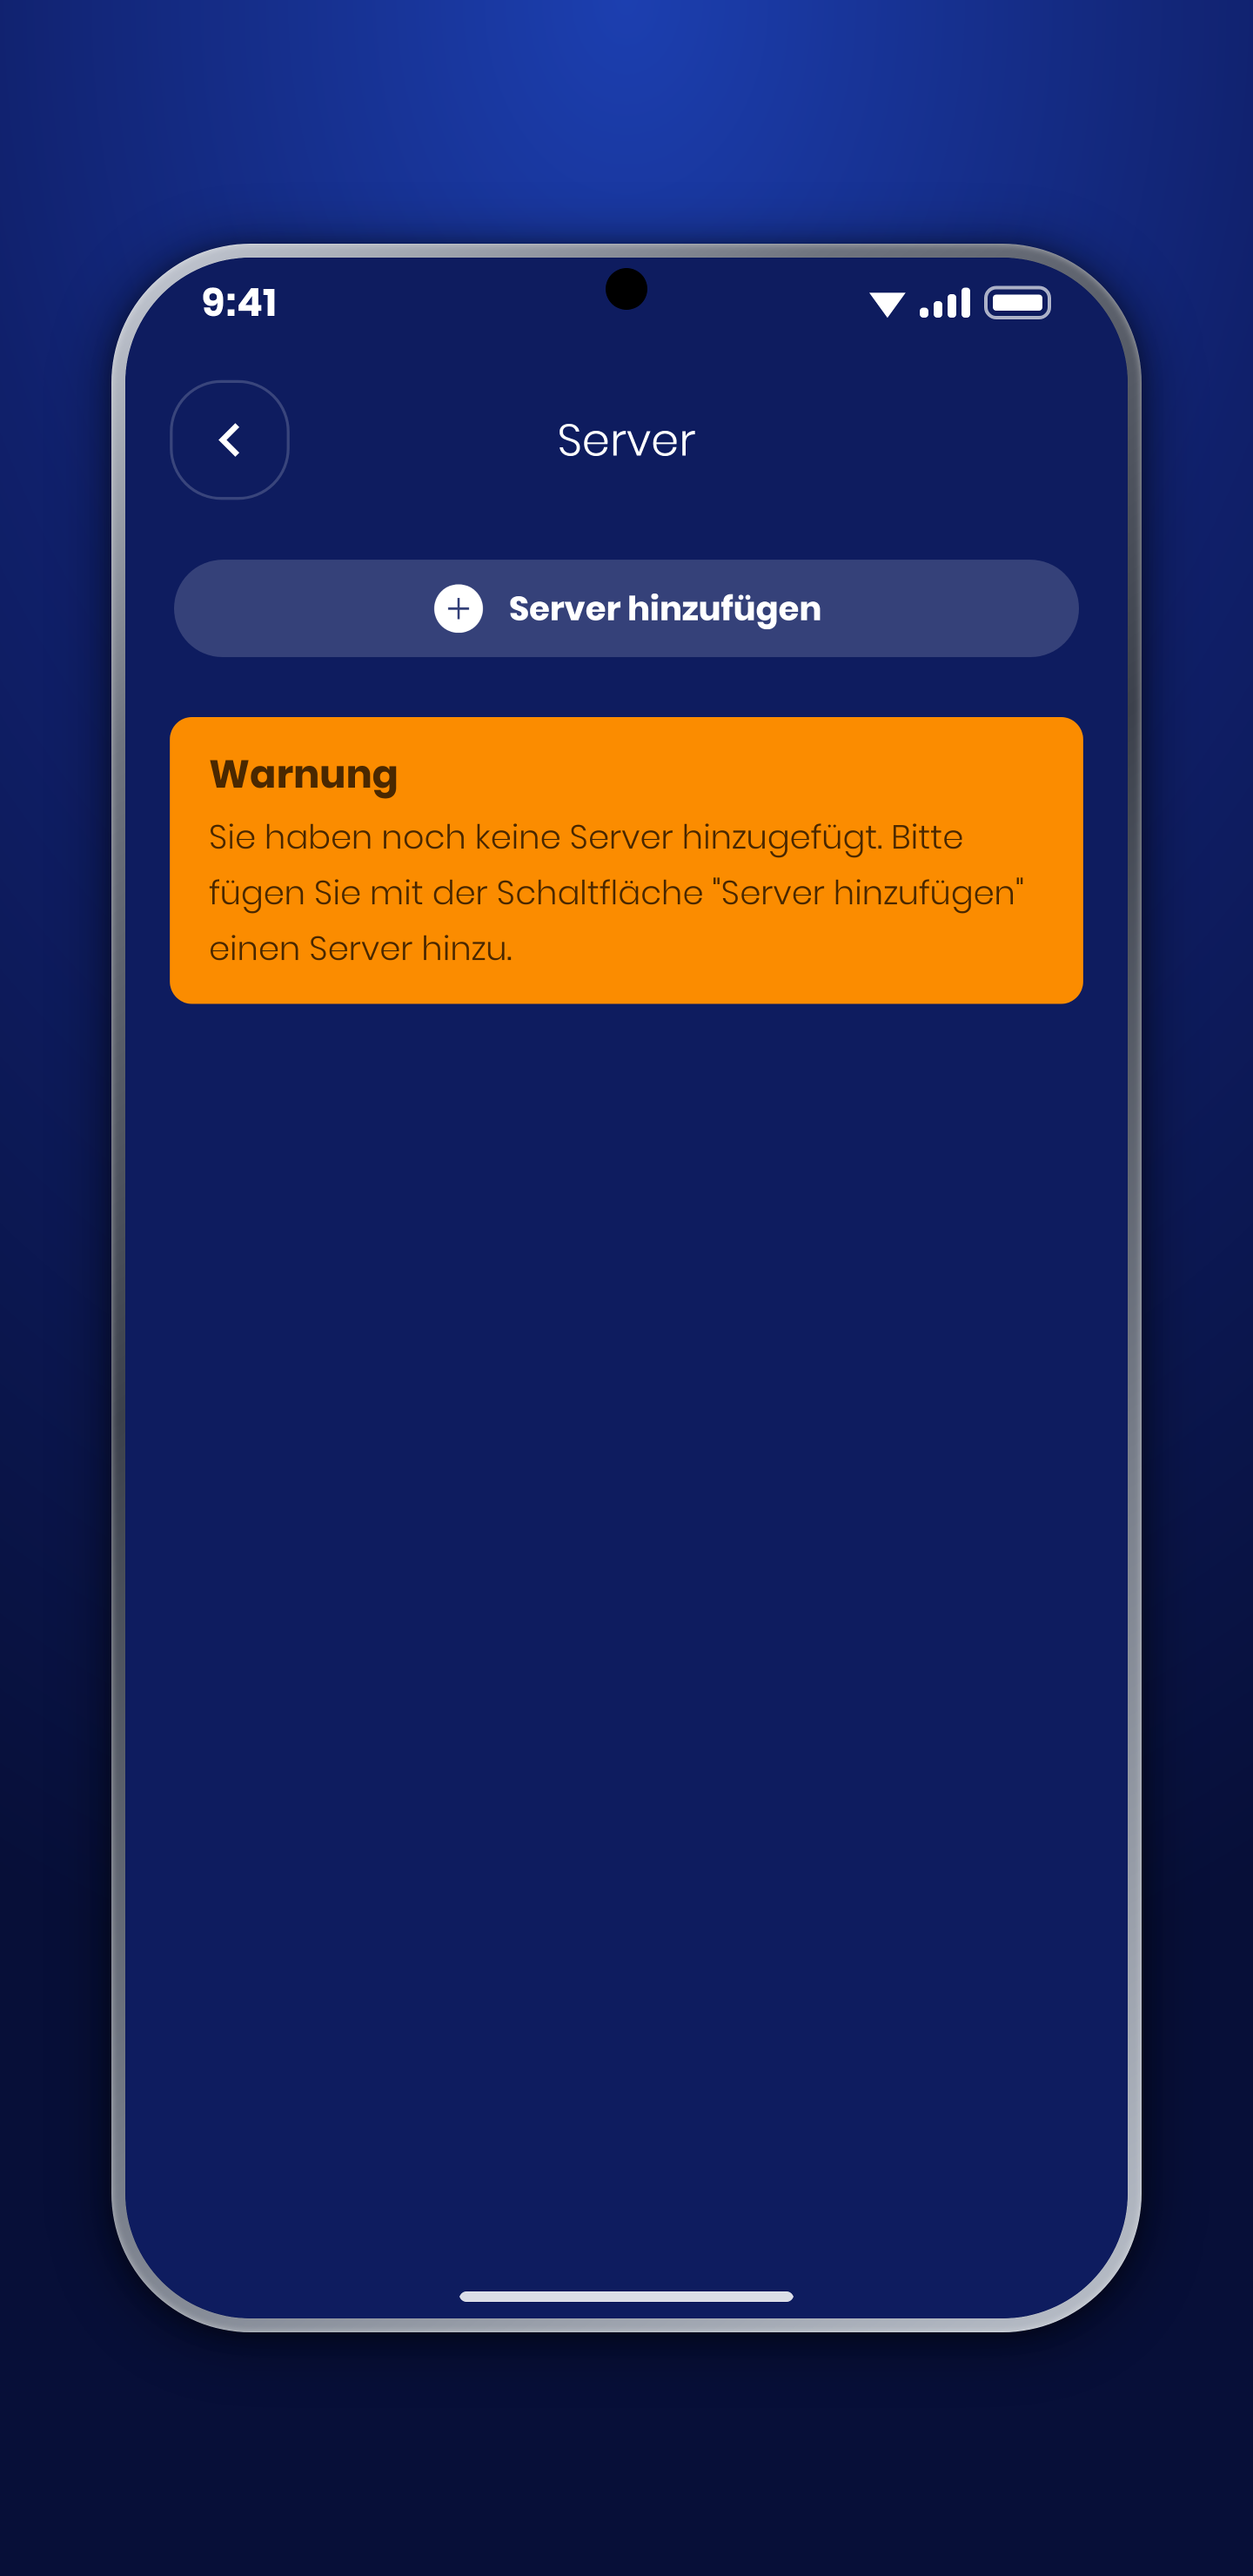 9:41
Server
Server hinzufügen
Warnung
Sie haben noch keine Server hinzugefügt. Bitte
fügen Sie mit der Schaltfläche "Server hinzufügen"
einen Server hinzu.